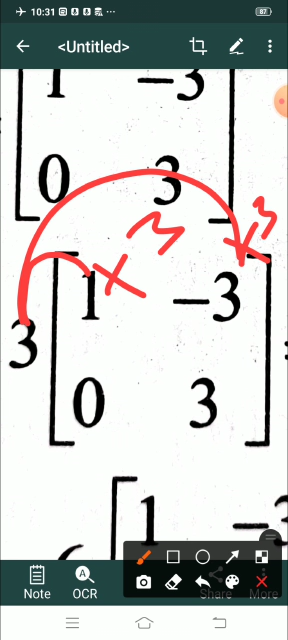 10:31
87
<Untitled>
1 −3
0 3
× 3 × 3
3 [ 1 −3
0 3 ]
[ 1
Note OCR Share More